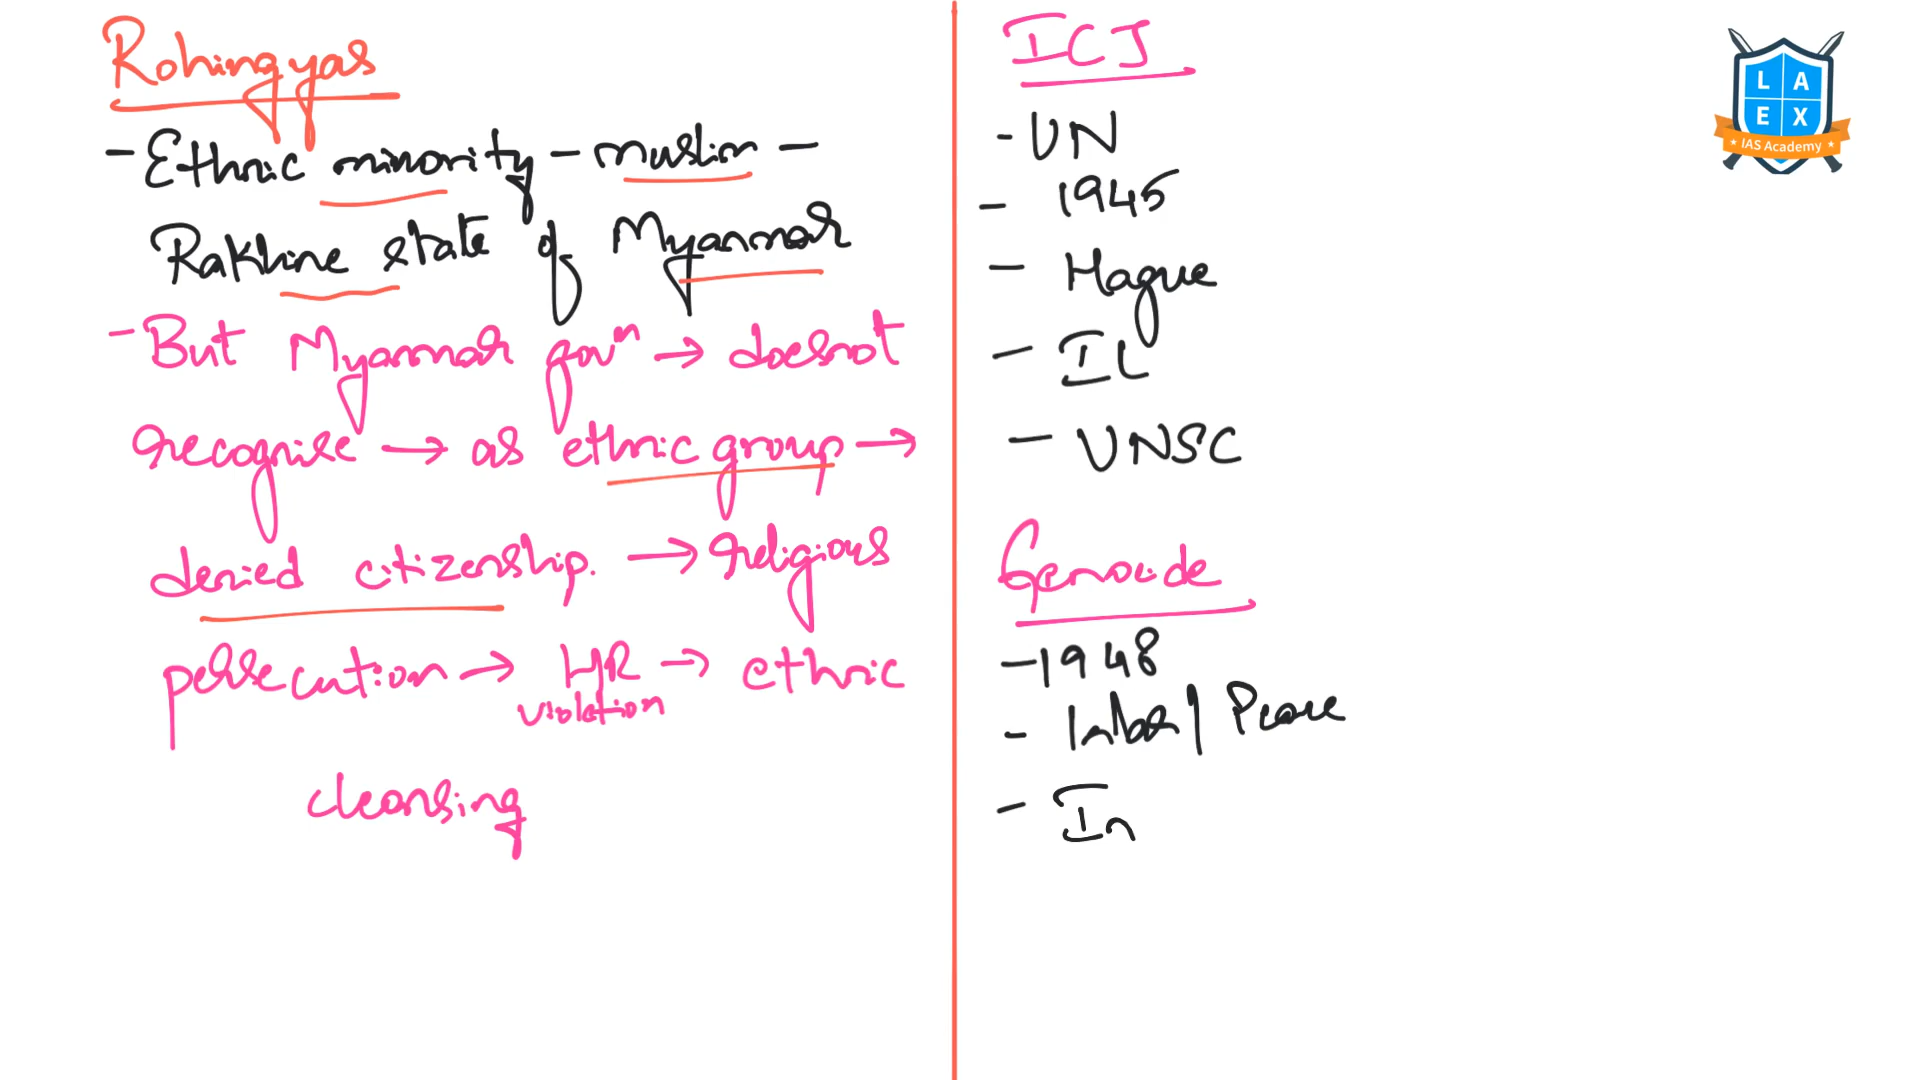 Rohingyas
- Ethnic minority - muslim -
Rakhine state of Myanmar
- But Myanmar govn → doesnot
recognise → as ethnic group →
denied citizenship. → religious
persecution → HR → ethnic
violation
cleansing
ICJ
- UN
- 1945
- Hague
- IL
- UNSC
Genocide
- 1948
- / Peace
- In
L A
E X
IAS Academy